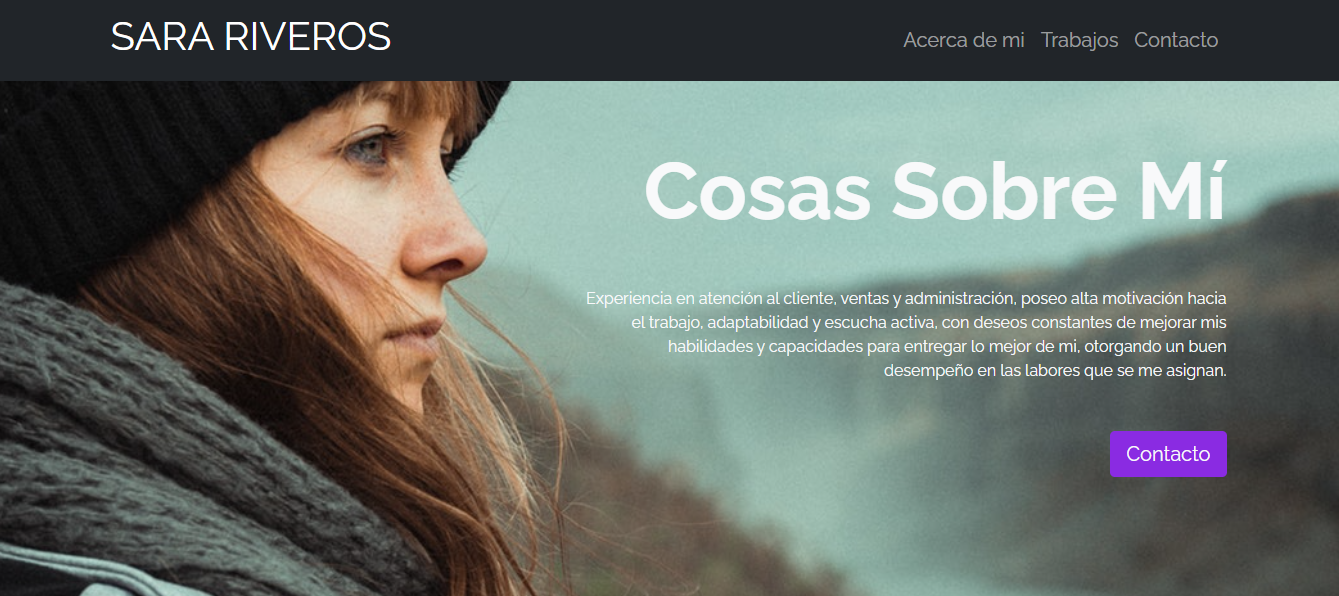 SARA RIVEROS
Acerca de mi Trabajos Contacto
Cosas Sobre Mí
Experiencia en atención al cliente, ventas y administración, poseo alta motivación hacia
el trabajo, adaptabilidad y escucha activa, con deseos constantes de mejorar mis
habilidades y capacidades para entregar lo mejor de mi, otorgando un buen
desempeño en las labores que se me asignan.
Contacto